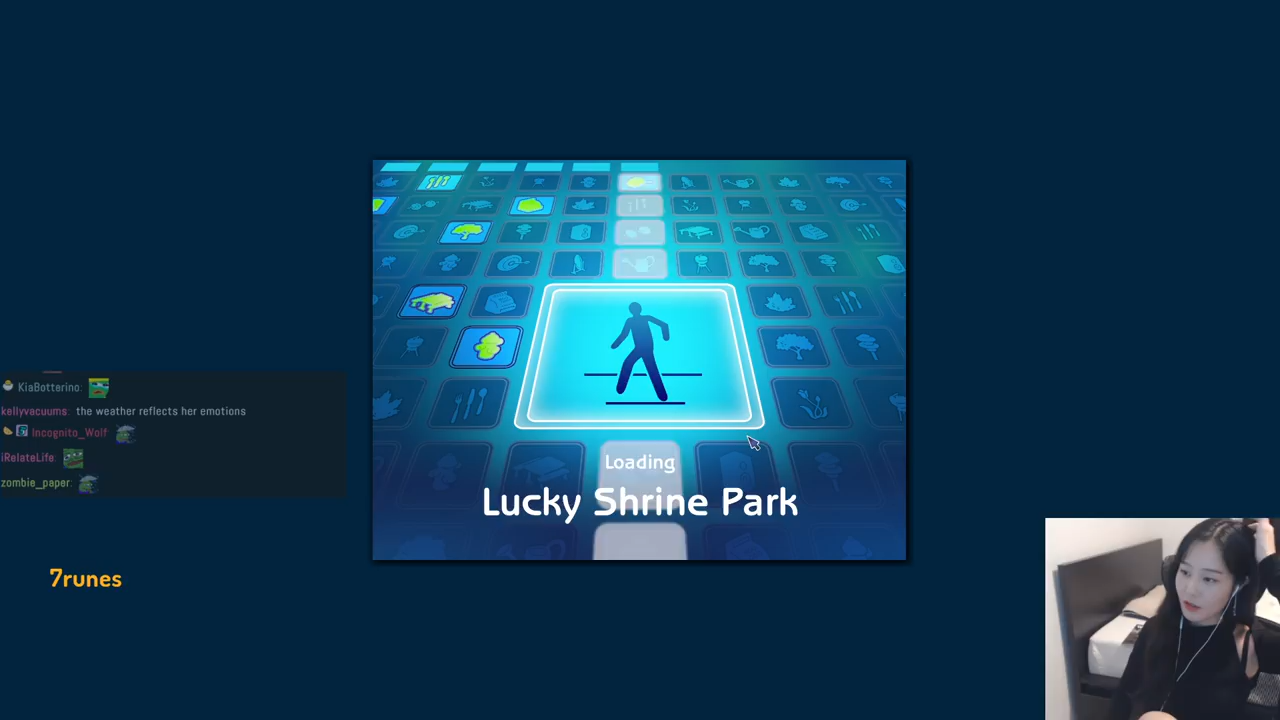 KiaBotterino:
kellyvacuums: the weather reflects her emotions
Incognito_Wolf:
iRelateLife:
zombie_paper:
7runes
Loading
Lucky Shrine Park